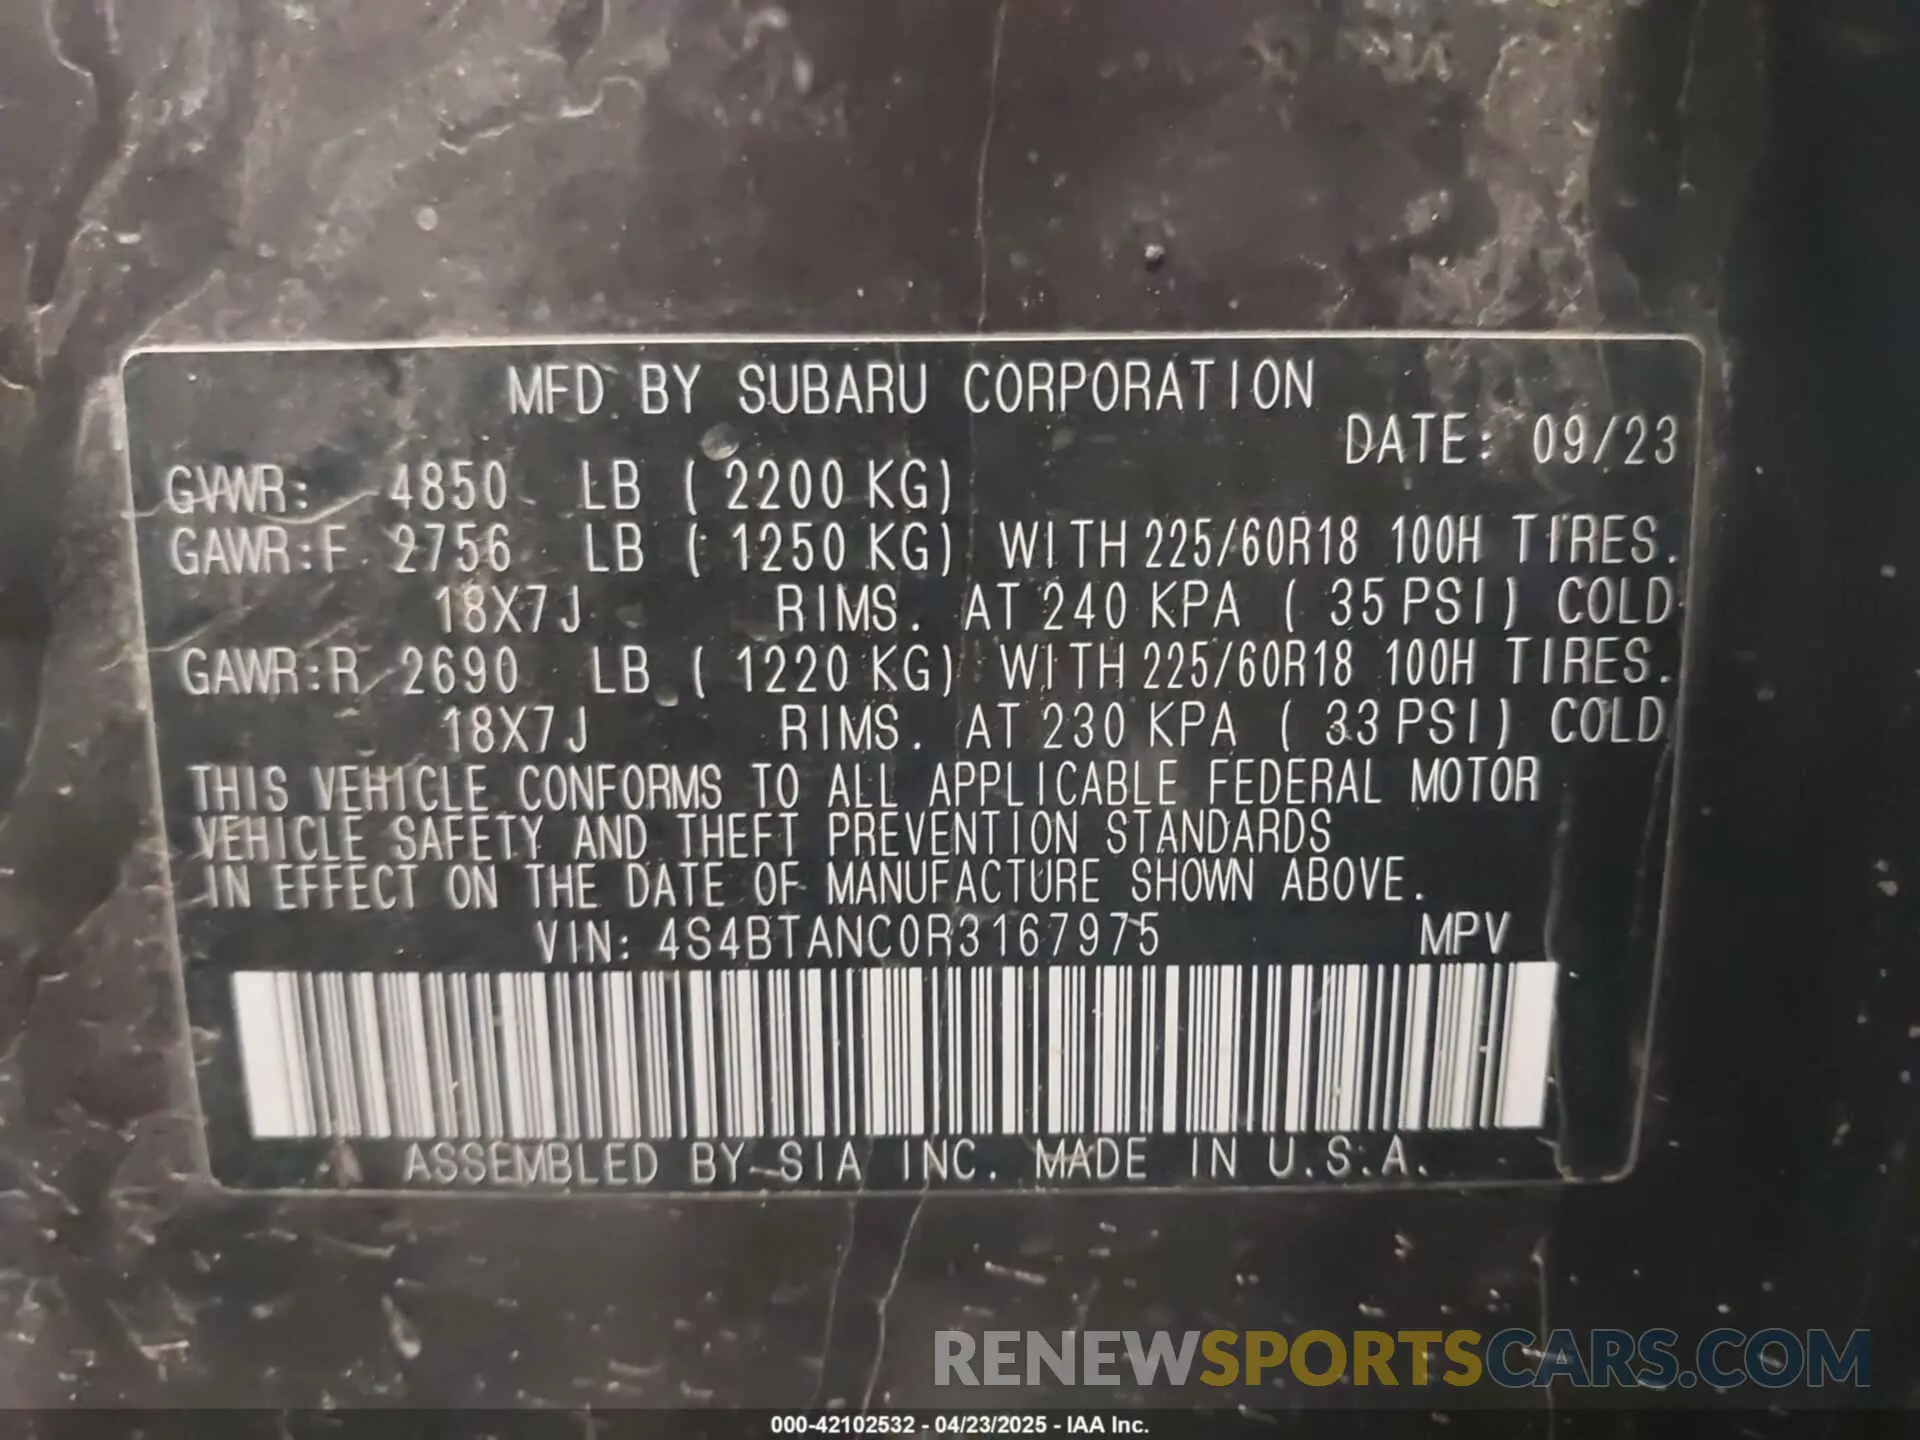 MFD. BY SUBARU CORPORATION
DATE: 09/23
GVWR: 4850 LB ( 2200 KG)
GAWR:F 2756 LB ( 1250 KG) WITH 225/60R18 100H TIRES.
18X7J RIMS. AT 240 KPA ( 35 PSI) COLD
GAWR:R 2690 LB ( 1220 KG) WITH 225/60R18 100H TIRES.
18X7J RIMS. AT 230 KPA ( 33 PSI) COLD
THIS VEHICLE CONFORMS TO ALL APPLICABLE FEDERAL MOTOR
VEHICLE SAFETY AND THEFT PREVENTION STANDARDS
IN EFFECT ON THE DATE OF MANUFACTURE SHOWN ABOVE.
VIN: 4S4BTANC0R3167975 MPV
ASSEMBLED BY SIA INC. MADE IN U.S.A.
RENEWSPORTSCARS.COM
000-42102532 - 04/23/2025 - IAA Inc.